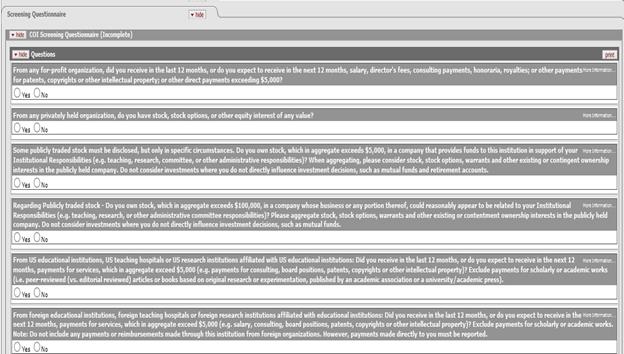 Screening Questionnaire
▾ hide
▾ hide COI Screening Questionnaire (Incomplete)
▾ hide Questions print
From any for-profit organization, did you receive in the last 12 months, or do you expect to receive in the next 12 months, salary, director's fees, consulting payments, honoraria, royalties; or other payments More Information...
for patents, copyrights or other intellectual property; or other direct payments exceeding $5,000?
Yes No
From any privately held organization, do you have stock, stock options, or other equity interest of any value? More Information...
Yes No
Some publicly traded stock must be disclosed, but only in specific circumstances. Do you own stock, which in aggregate exceeds $5,000, in a company that provides funds to this institution in support of your More Information...
Institutional Responsibilities (e.g. teaching, research, committee, or other administrative responsibilities)? When aggregating, please consider stock, stock options, warrants and other existing or contingent ownership
interests in the publicly held company. Do not consider investments where you do not directly influence investment decisions, such as mutual funds and retirement accounts.
Yes No
Regarding Publicly traded stock - Do you own stock, which in aggregate exceeds $100,000, in a company whose business or any portion thereof, could reasonably appear to be related to your Institutional More Information...
Responsibilities (e.g. teaching, research, or other administrative committee responsibilities)? Please aggregate stock, stock options, warrants and other existing or contentment ownership interests in the publicly held
company. Do not consider investments where you do not directly influence investment decisions, such as mutual funds.
Yes No
From US educational institutions, US teaching hospitals or US research institutions affiliated with US educational institutions: Did you receive in the last 12 months, or do you expect to receive in the next 12 More Information...
months, payments for services, which in aggregate exceed $5,000 (e.g. payments for consulting, board positions, patents, copyrights or other intellectual property)? Exclude payments for scholarly or academic works
(i.e. peer-reviewed (vs. editorial reviewed) articles or books based on original research or experimentation, published by an academic association or a university/academic press).
Yes No
From foreign educational institutions, foreign teaching hospitals or foreign research institutions affiliated with educational institutions: Did you receive in the last 12 months, or do you expect to receive in the More Information...
next 12 months, payments for services, which in aggregate exceed $5,000 (e.g. salary, consulting, board positions, patents, copyrights or other intellectual property)? Exclude payments for scholarly or academic works.
Note: Do not include any payments or reimbursements made through this institution from foreign organizations. However, payments made directly to you must be reported.
Yes No